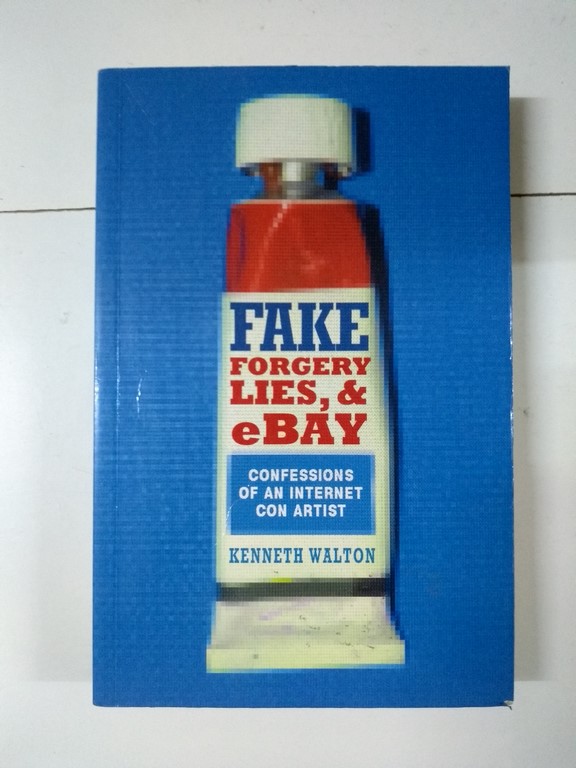 FAKE
FORGERY
LIES, &
eBAY
CONFESSIONS
OF AN INTERNET
CON ARTIST
KENNETH WALTON